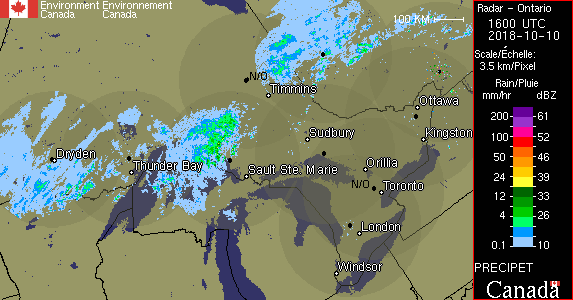 Environment Environnement
Canada Canada
100 KM
N/O
Timmins
Ottawa
Sudbury
Kingston
Dryden
Thunder Bay
Sault Ste. Marie
Orillia
N/O
Toronto
London
Windsor
Radar - Ontario
1600 UTC
2018-10-10
Scale/Échelle:
3.5 km/Pixel
Rain/Pluie
mm/hr dBZ
200 61
100 52
50 46
24 39
12 33
4 26
0.1 10
PRECIPET
Canada